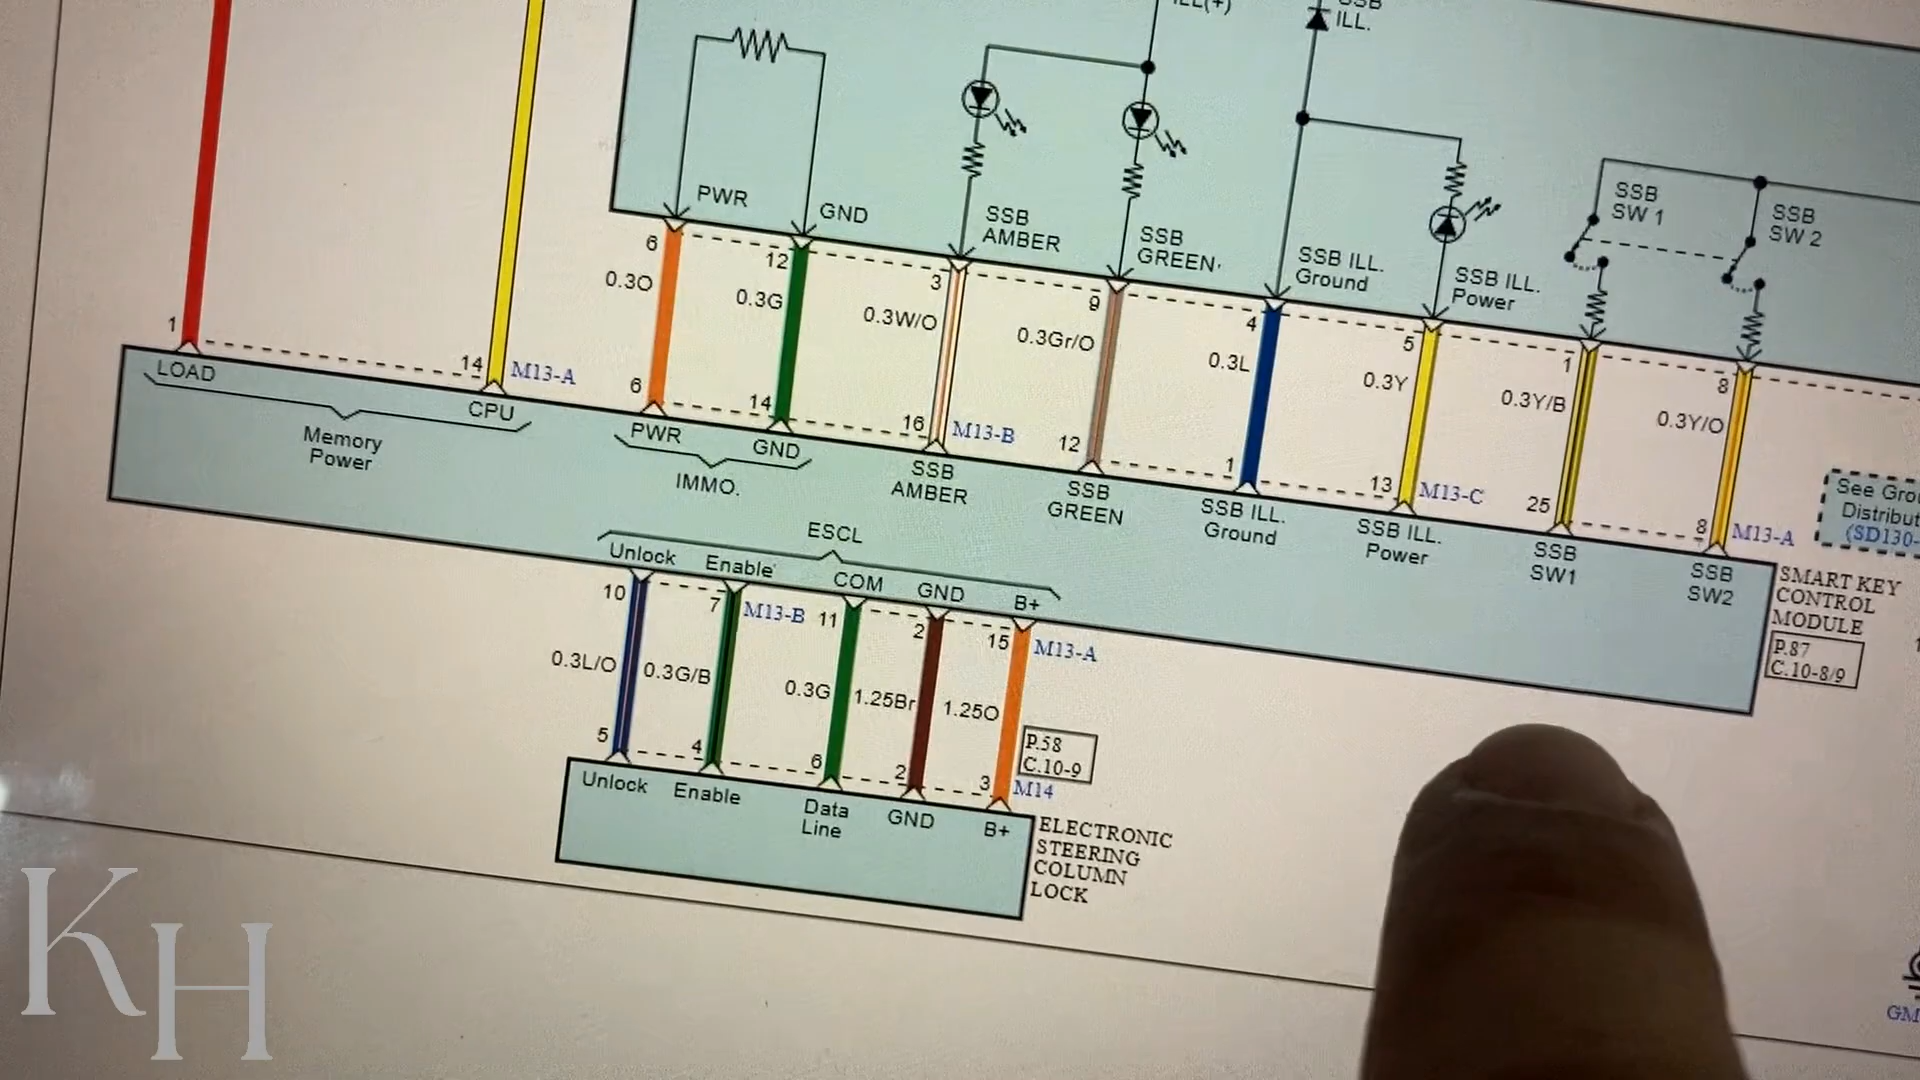 ILL(+)
SSB
ILL.
PWR
GND
SSB
AMBER
SSB
GREEN
SSB ILL.
Ground
SSB ILL.
Power
SSB
SW 1
SSB
SW 2
6
12
3
9
4
5
1
8
0.3O
0.3G
0.3W/O
0.3Gr/O
0.3L
0.3Y
0.3Y/B
0.3Y/O
1
14
M13-A
6
14
16
M13-B
12
1
13
M13-C
25
8
M13-A
LOAD
CPU
Memory
Power
PWR
GND
IMMO.
SSB
AMBER
SSB
GREEN
SSB ILL.
Ground
SSB ILL.
Power
SSB
SW1
SSB
SW2
See Gro
Distribut
(SD130-
SMART KEY
CONTROL
MODULE
P.87
C.10-8/9
ESCL
Unlock
Enable
COM
GND
B+
10
7
M13-B
11
2
15
M13-A
0.3L/O
0.3G/B
0.3G
1.25Br
1.25O
P.58
C.10-9
5
4
6
2
3
M14
Unlock
Enable
Data
Line
GND
B+
ELECTRONIC
STEERING
COLUMN
LOCK
GM
KH